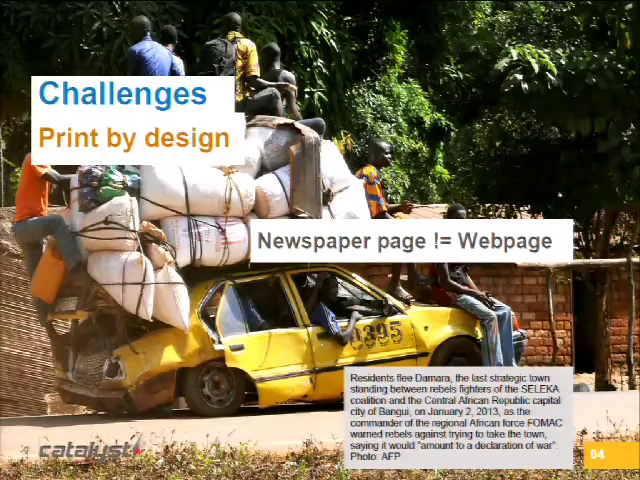 Challenges
Print by design
Newspaper page != Webpage
0395
Residents flee Damara, the last strategic town
standing between rebels fighters of the SELEKA
coalition and the Central African Republic capital
city of Bangui, on January 2, 2013, as the
commander of the regional African force FOMAC
warned rebels against trying to take the town,
saying it would "amount to a declaration of war".
Photo: AFP
catalyst
04